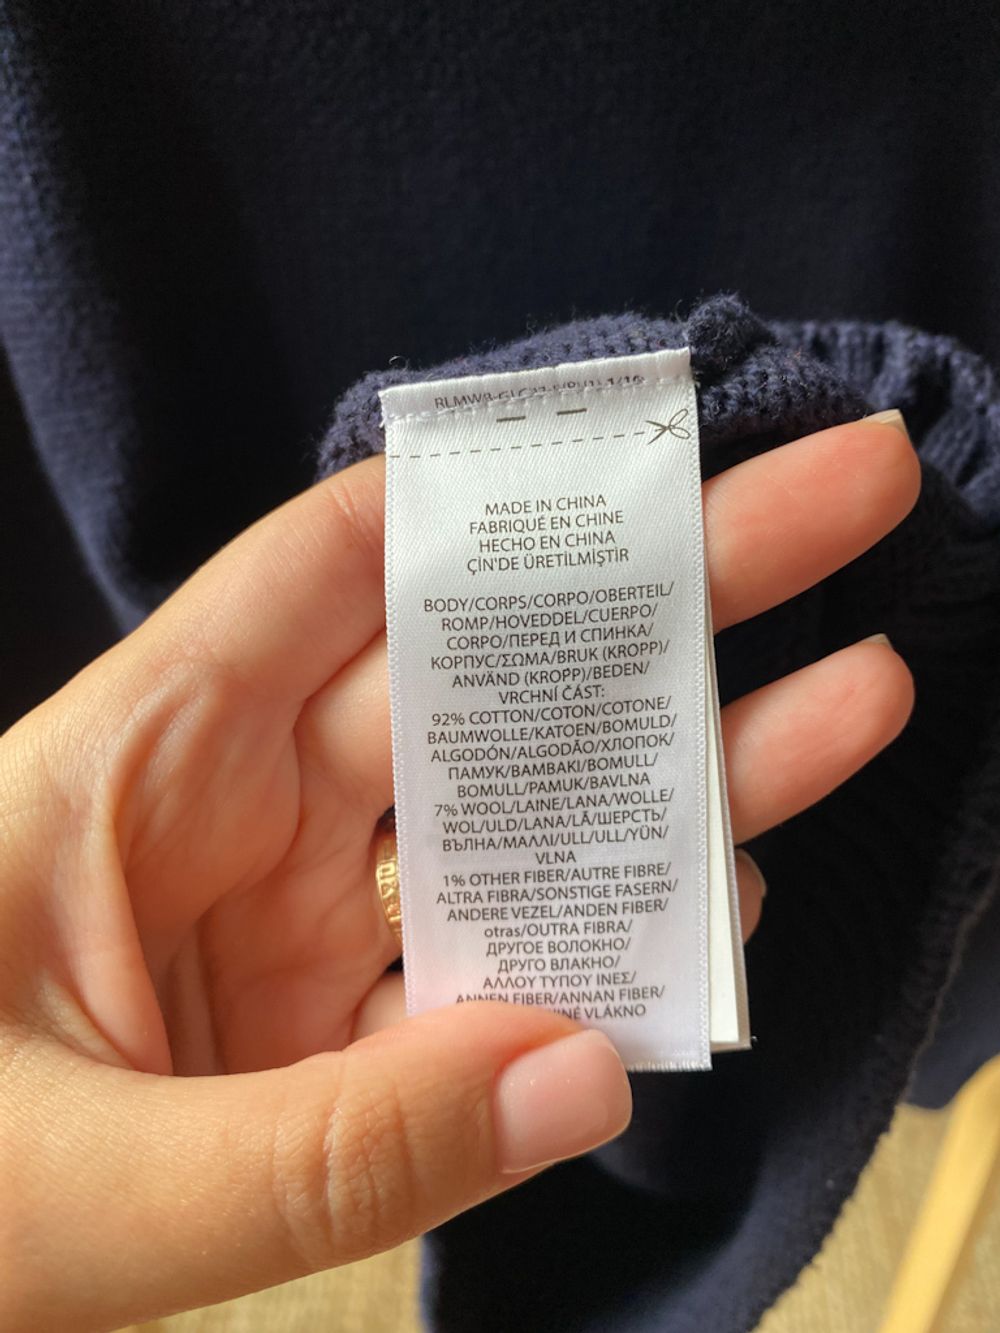 MADE IN CHINA
FABRIQUÉ EN CHINE
HECHO EN CHINA
ÇİN'DE ÜRETİLMİŞTİR
BODY/CORPS/CORPO/OBERTEIL/
ROMP/HOVEDDEL/CUERPO/
CORPO/ПЕРЕД И СПИНКА/
КОРПУС/ΣΩΜΑ/BRUK (KROPP)/
ANVÄND (KROPP)/BEDEN/
VRCHNÍ ČÁST:
92% COTTON/COTON/COTONE/
BAUMWOLLE/KATOEN/BOMULD/
ALGODÓN/ALGODÃO/ХЛОПОК/
ПАМУК/ΒΑΜΒΑΚΙ/BOMULL/
BOMULL/PAMUK/BAVLNA
7% WOOL/LAINE/LANA/WOLLE/
WOL/ULD/LANA/LÃ/ШЕРСТЬ/
ВЪЛНА/ΜΑΛΛΙ/ULL/ULL/YÜN/
VLNA
1% OTHER FIBER/AUTRE FIBRE/
ALTRA FIBRA/SONSTIGE FASERN/
ANDERE VEZEL/ANDEN FIBER/
otras/OUTRA FIBRA/
ДРУГОЕ ВОЛОКНО/
ДРУГО ВЛАКНО/
ΑΛΛΟΥ ΤΥΠΟΥ ΙΝΕΣ/
ANNEN FIBER/ANNAN FIBER/
VLÁKNO